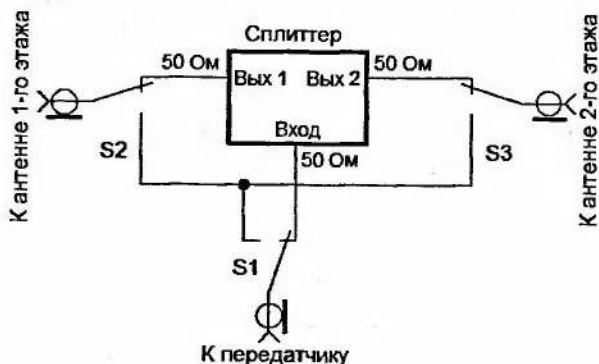 Сплиттер
50 Ом
50 Ом
Вых 1 Вых 2
Вход
50 Ом
S2
S3
S1
К антенне 1-го этажа
К антенне 2-го этажа
К передатчику